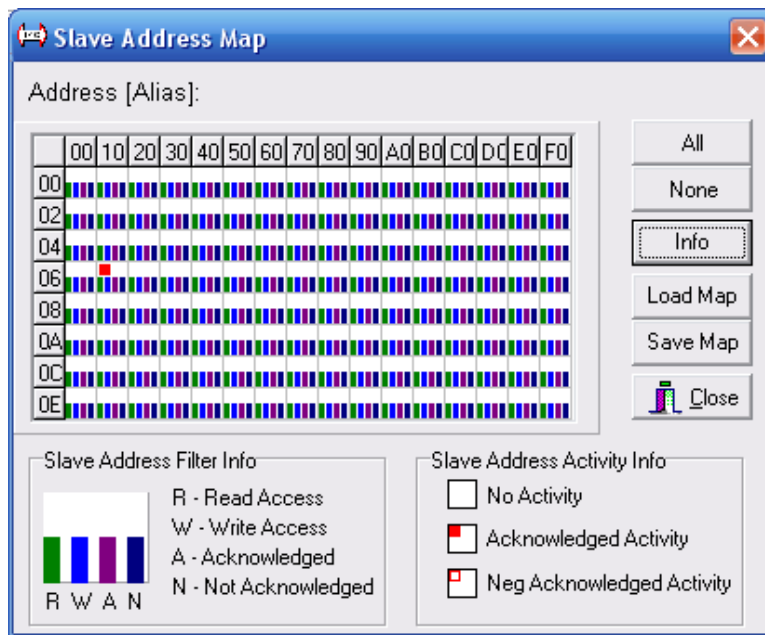 Slave Address Map
Address [Alias]:
00 10 20 30 40 50 60 70 80 90 A0 B0 C0 D0 E0 F0
00
02
04
06
08
0A
0C
0E
All
None
Info
Load Map
Save Map
Close
Slave Address Filter Info
R - Read Access
W - Write Access
A - Acknowledged
N - Not Acknowledged
R W A N
Slave Address Activity Info
No Activity
Acknowledged Activity
Neg Acknowledged Activity